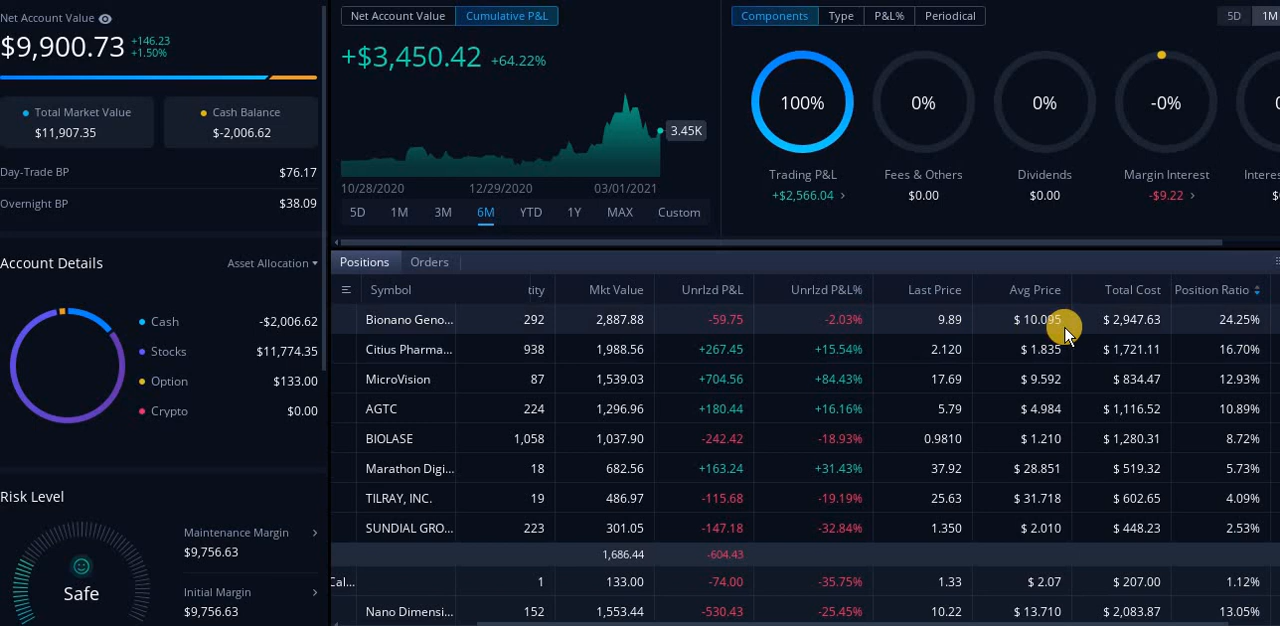 Net Account Value
$9,900.73 +146.23 +1.50%
Total Market Value
$11,907.35
Cash Balance
$-2,006.62
Day-Trade BP $76.17
Overnight BP $38.09
Account Details Asset Allocation
Cash -$2,006.62
Stocks $11,774.35
Option $133.00
Crypto $0.00
Risk Level
Safe
Maintenance Margin
$9,756.63
Initial Margin
$9,756.63
Net Account Value Cumulative P&L
+$3,450.42 +64.22%
3.45K
10/28/2020 12/29/2020 03/01/2021
5D 1M 3M 6M YTD 1Y MAX Custom
Components Type P&L% Periodical 5D 1M
100% 0% 0% -0%
Trading P&L Fees & Others Dividends Margin Interest Interes
+$2,566.04 $0.00 $0.00 -$9.22
Positions Orders
Symbol tity Mkt Value Unrlzd P&L Unrlzd P&L% Last Price Avg Price Total Cost Position Ratio
Bionano Geno... 292 2,887.88 -59.75 -2.03% 9.89 $ 10.095 $ 2,947.63 24.25%
Citius Pharma... 938 1,988.56 +267.45 +15.54% 2.120 $ 1.835 $ 1,721.11 16.70%
MicroVision 87 1,539.03 +704.56 +84.43% 17.69 $ 9.592 $ 834.47 12.93%
AGTC 224 1,296.96 +180.44 +16.16% 5.79 $ 4.984 $ 1,116.52 10.89%
BIOLASE 1,058 1,037.90 -242.42 -18.93% 0.9810 $ 1.210 $ 1,280.31 8.72%
Marathon Digi... 18 682.56 +163.24 +31.43% 37.92 $ 28.851 $ 519.32 5.73%
TILRAY, INC. 19 486.97 -115.68 -19.19% 25.63 $ 31.718 $ 602.65 4.09%
SUNDIAL GRO... 223 301.05 -147.18 -32.84% 1.350 $ 2.010 $ 448.23 2.53%
1,686.44 -604.43
Cal... 1 133.00 -74.00 -35.75% 1.33 $ 2.07 $ 207.00 1.12%
Nano Dimensi... 152 1,553.44 -530.43 -25.45% 10.22 $ 13.710 $ 2,083.87 13.05%